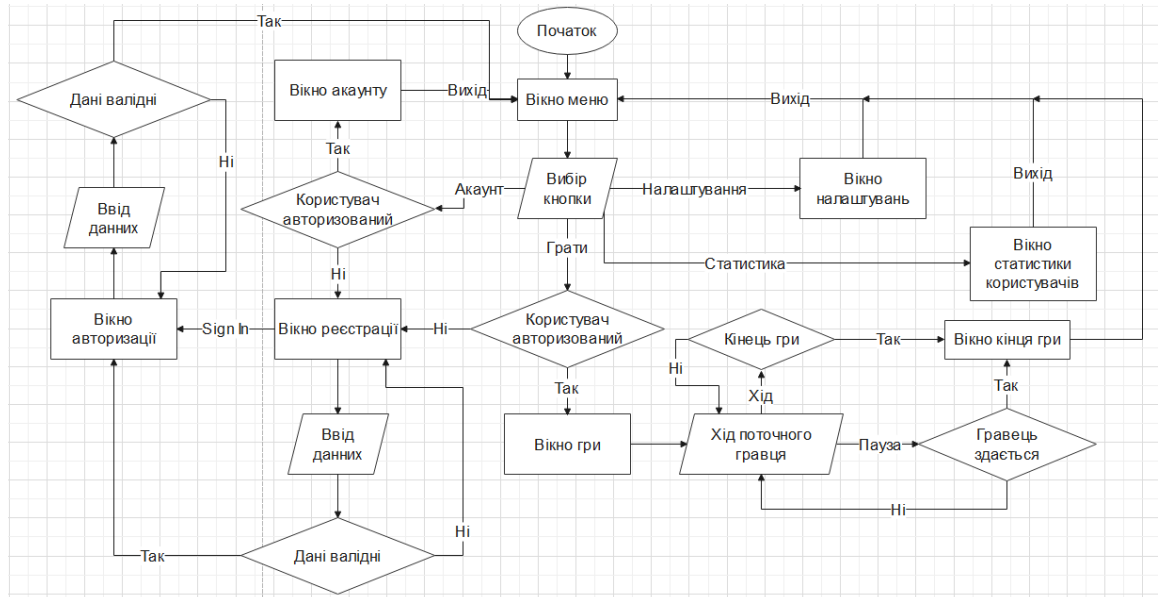 Початок
Так
Дані валідні
Вікно акаунту
Вихід
Вікно меню
Вихід
Ні
Так
Вихід
Ввід
данних
Користувач
авторизований
Акаунт
Вибір
кнопки
Налаштування
Вікно
налаштувань
Грати
Статистика
Вікно
статистики
користувачів
Ні
Вікно
авторизації
Sign In
Вікно реєстрації
Ні
Користувач
авторизований
Кінець гри
Так
Вікно кінця гри
Ні
Так
Хід
Так
Ввід
данних
Вікно гри
Хід поточного
гравця
Пауза
Гравець
здається
Ні
Ні
Так
Дані валідні